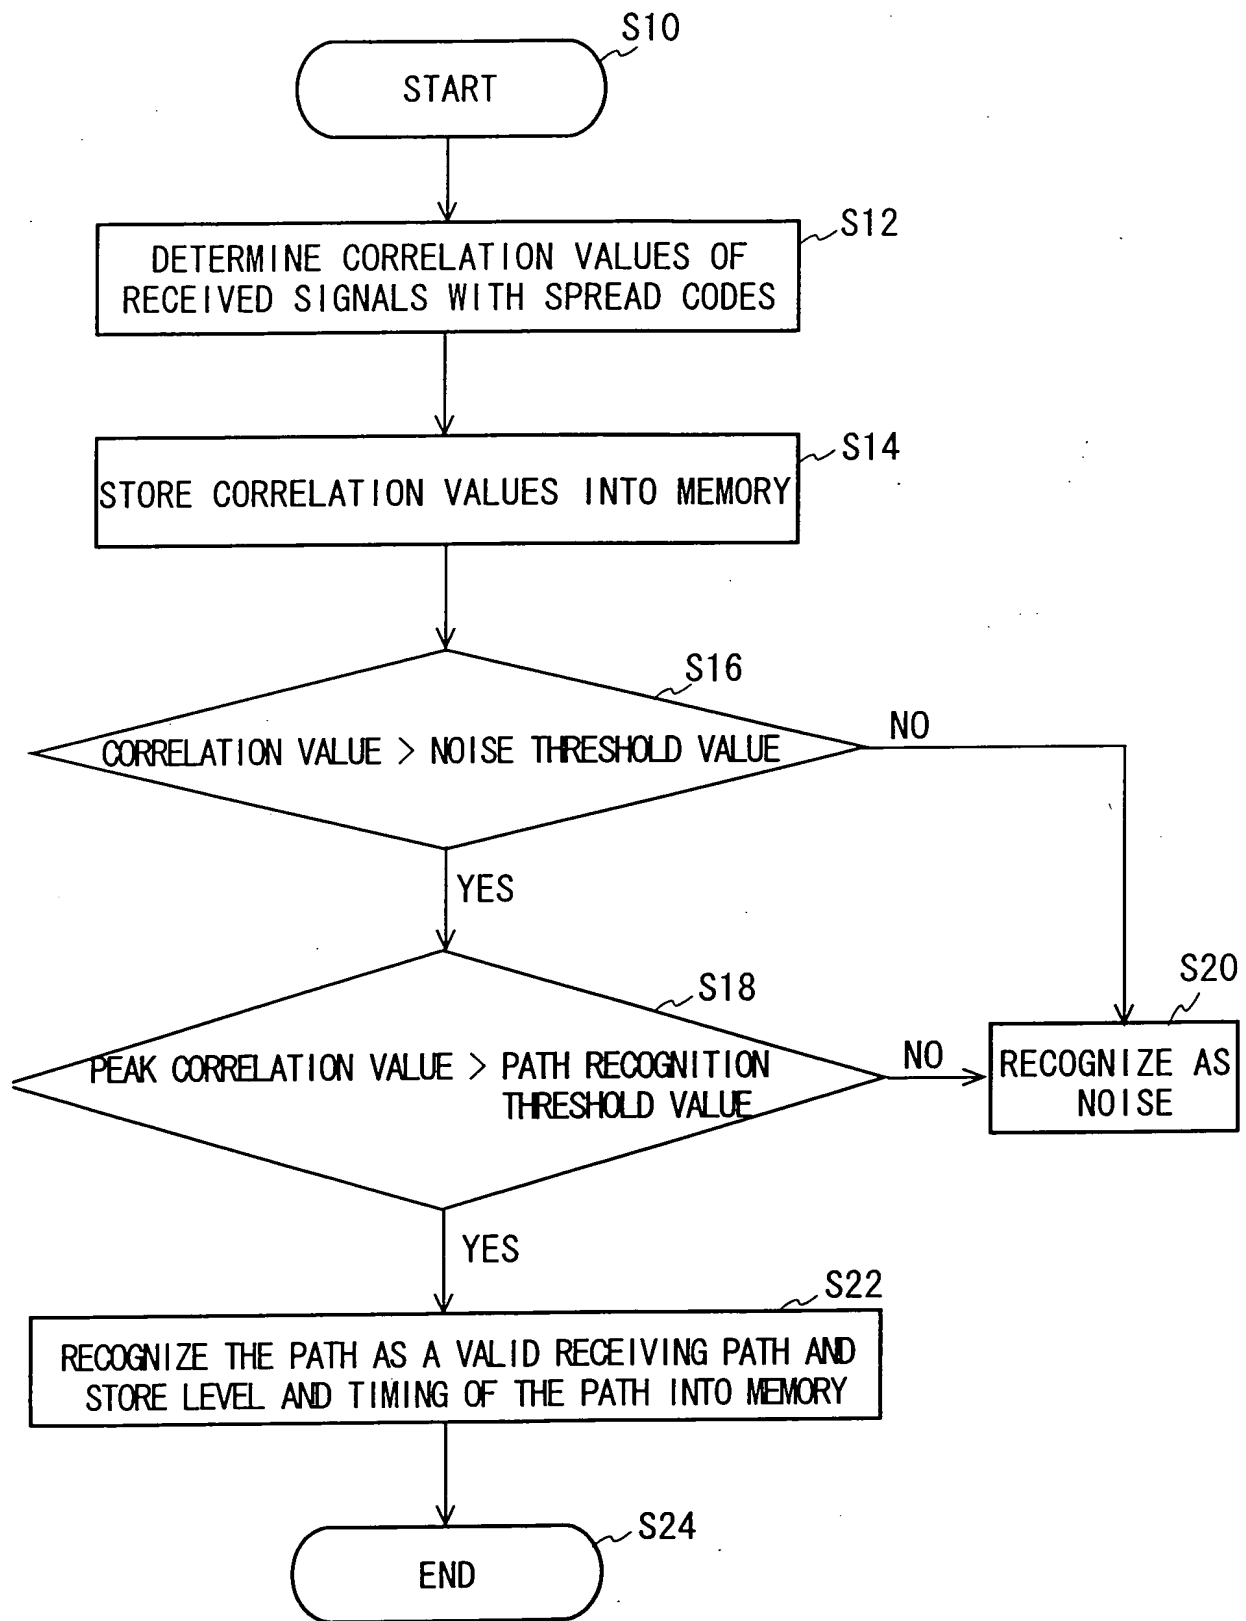 S10
START
S12
DETERMINE CORRELATION VALUES OF
RECEIVED SIGNALS WITH SPREAD CODES
S14
STORE CORRELATION VALUES INTO MEMORY
S16
CORRELATION VALUE > NOISE THRESHOLD VALUE
NO
YES
S18
PEAK CORRELATION VALUE > PATH RECOGNITION
THRESHOLD VALUE
NO
S20
RECOGNIZE AS
NOISE
YES
S22
RECOGNIZE THE PATH AS A VALID RECEIVING PATH AND
STORE LEVEL AND TIMING OF THE PATH INTO MEMORY
S24
END